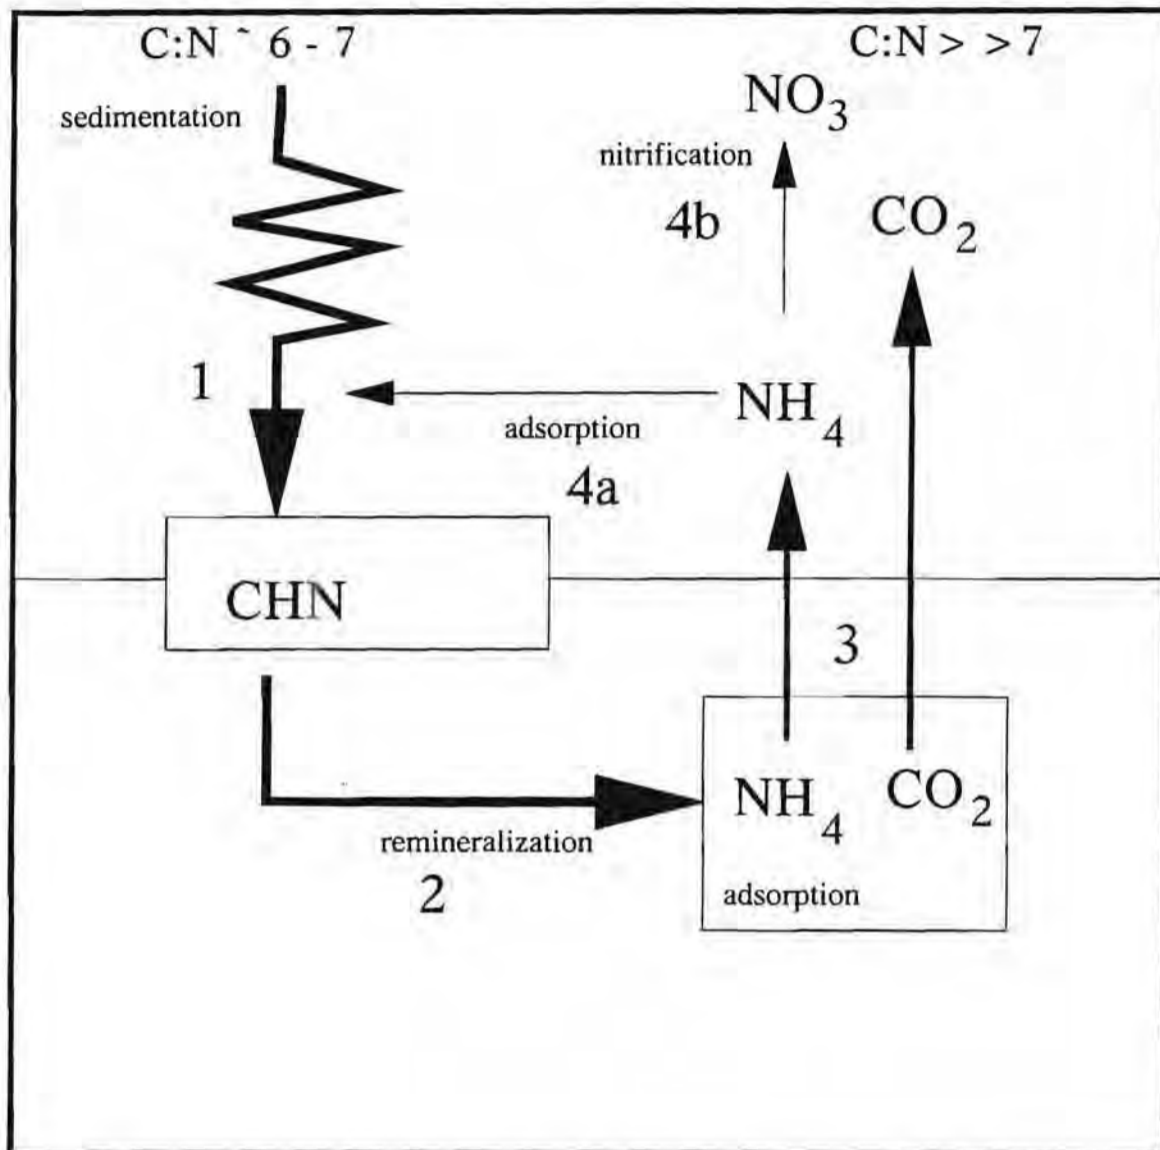 C:N ~ 6 - 7
C:N > > 7
sedimentation
NO3
nitrification
4b
CO2
1
NH4
adsorption
4a
CHN
3
NH4
CO2
remineralization
2
adsorption